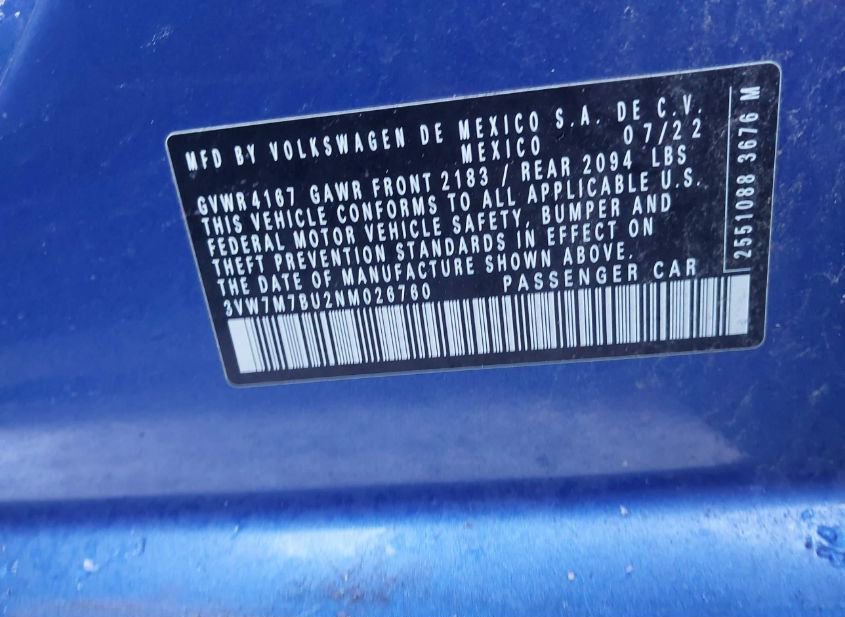 MFD BY VOLKSWAGEN DE MEXICO S.A. DE C.V.
MEXICO 07/22
GVWR 4167 GAWR FRONT 2183 / REAR 2094 LBS
THIS VEHICLE CONFORMS TO ALL APPLICABLE U.S.
FEDERAL MOTOR VEHICLE SAFETY, BUMPER AND
THEFT PREVENTION STANDARDS IN EFFECT ON
THE DATE OF MANUFACTURE SHOWN ABOVE.
3VW7M7BU2NM026760 PASSENGER CAR
2551088 3676 M